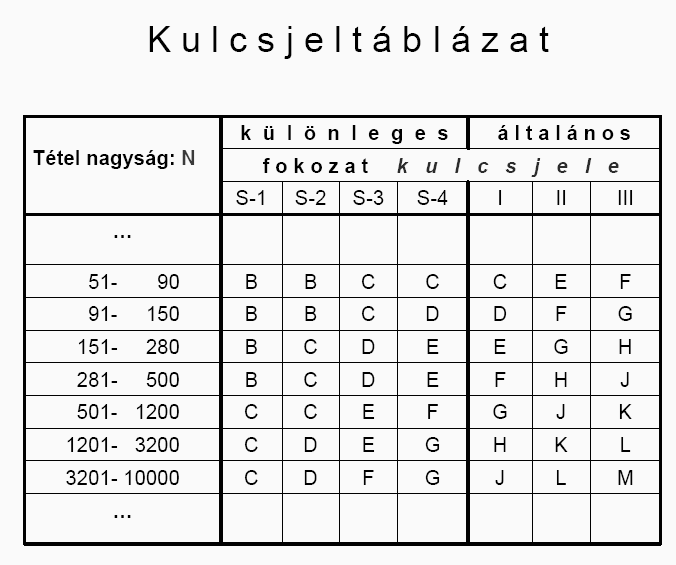 Kulcsjeltáblázat
Tétel nagyság: N
különleges általános
fokozat kulcsjele
S-1 S-2 S-3 S-4 I II III
...
51- 90 B B C C C E F
91- 150 B B C D D F G
151- 280 B C D E E G H
281- 500 B C D E F H J
501- 1200 C C E F G J K
1201- 3200 C D E G H K L
3201- 10000 C D F G J L M
...